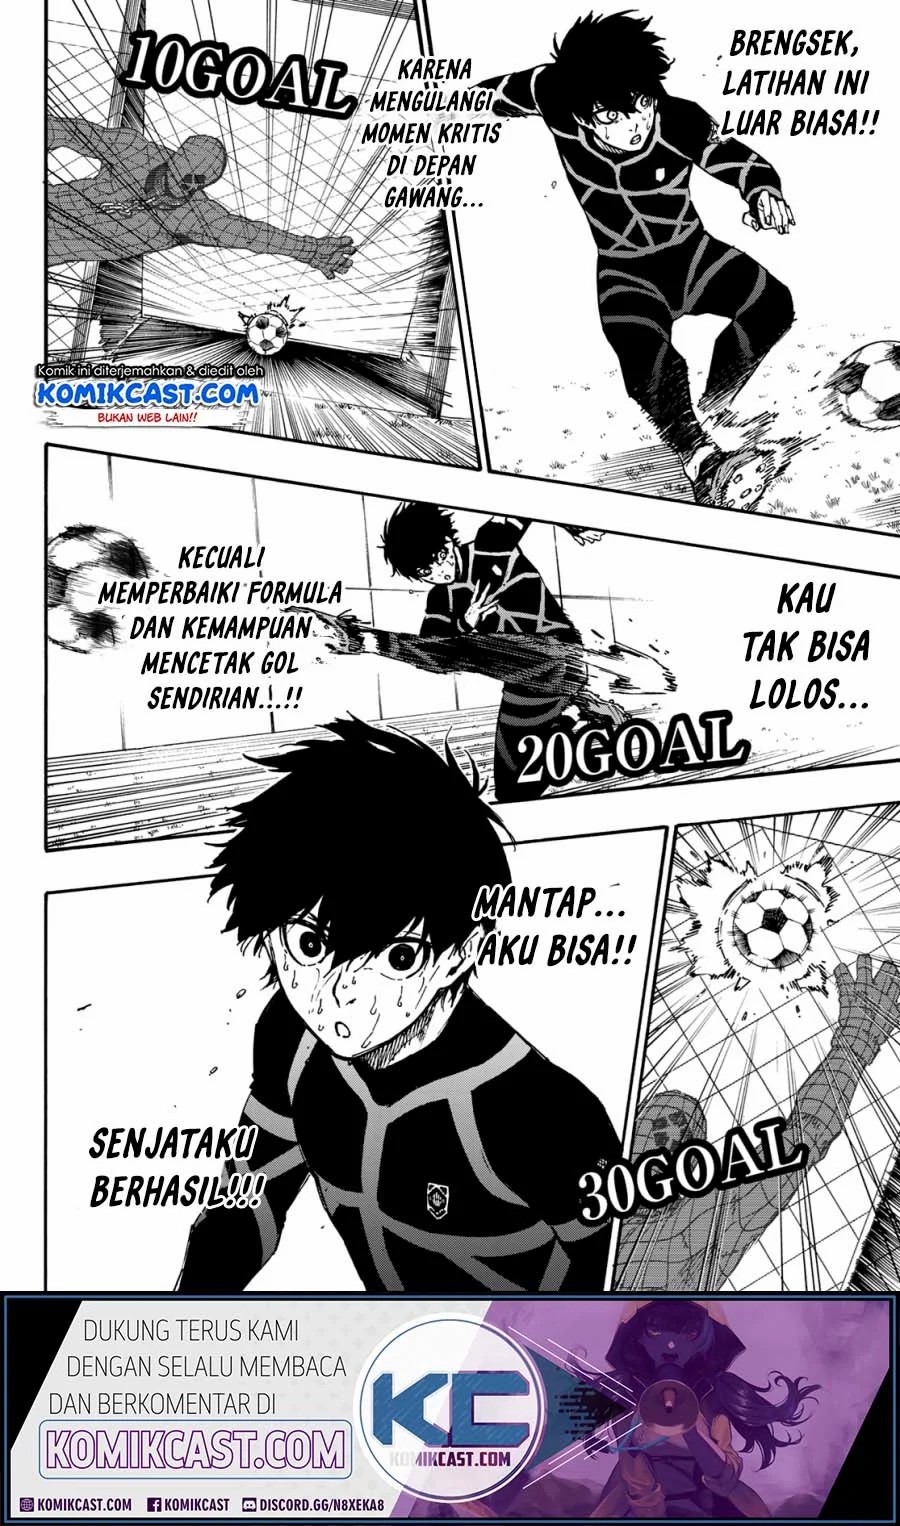 BRENGSEK,
LATIHAN INI
LUAR BIASA!!
KARENA
MENGULANGI
MOMEN KRITIS
DI DEPAN
GAWANG...
10GOAL
Komik ini diterjemahkan & diedit oleh
KOMIKCAST.COM
BUKAN WEB LAIN!!
KAU
TAK BISA
LOLOS...
KECUALI
MEMPERBAIKI FORMULA
DAN KEMAMPUAN
MENCETAK GOL
SENDIRIAN...!!
20GOAL
30GOAL
MANTAP...
AKU BISA!!
SENJATAKU
BERHASIL!!!
DUKUNG TERUS KAMI
DENGAN SELALU MEMBACA
DAN BERKOMENTAR DI
KOMIKCAST.COM
KC
KOMIKCAST.COM
KOMIKCAST.COM
KOMIKCAST
DISCORD.GG/N8XEKA8